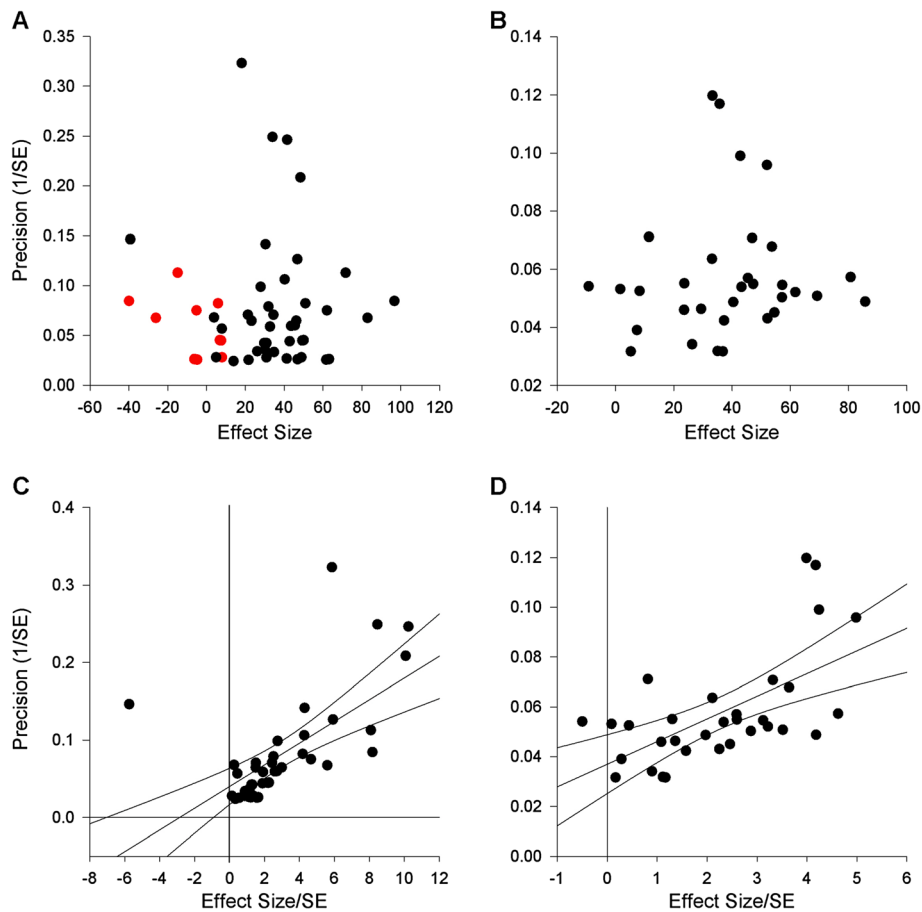 A
B
0.35
0.30
0.25
0.20
0.15
0.10
0.05
0.00
Precision (1/SE)
-60 -40 -20 0 20 40 60 80 100 120
Effect Size
0.14
0.12
0.10
0.08
0.06
0.04
0.02
-20 0 20 40 60 80 100
Effect Size
C
D
0.4
0.3
0.2
0.1
0.0
Precision (1/SE)
-8 -6 -4 -2 0 2 4 6 8 10 12
Effect Size/SE
0.14
0.12
0.10
0.08
0.06
0.04
0.02
0.00
-1 0 1 2 3 4 5 6
Effect Size/SE